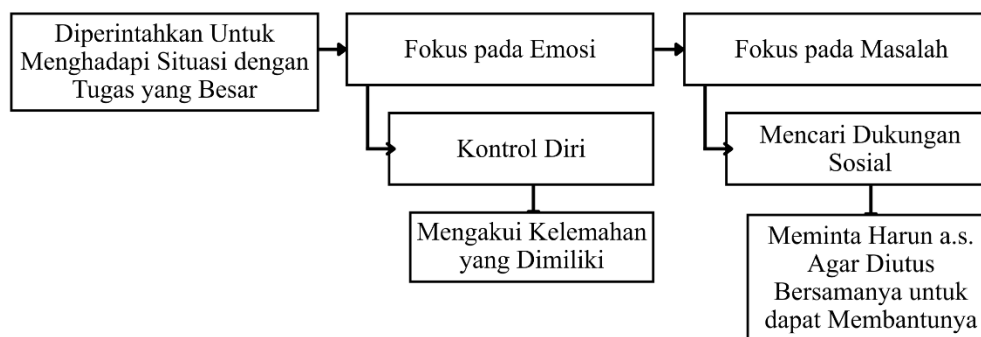 Diperintahkan Untuk
Menghadapi Situasi dengan
Tugas yang Besar
Fokus pada Emosi
Fokus pada Masalah
Kontrol Diri
Mencari Dukungan
Sosial
Mengakui Kelemahan
yang Dimiliki
Meminta Harun a.s.
Agar Diutus
Bersamanya untuk
dapat Membantunya